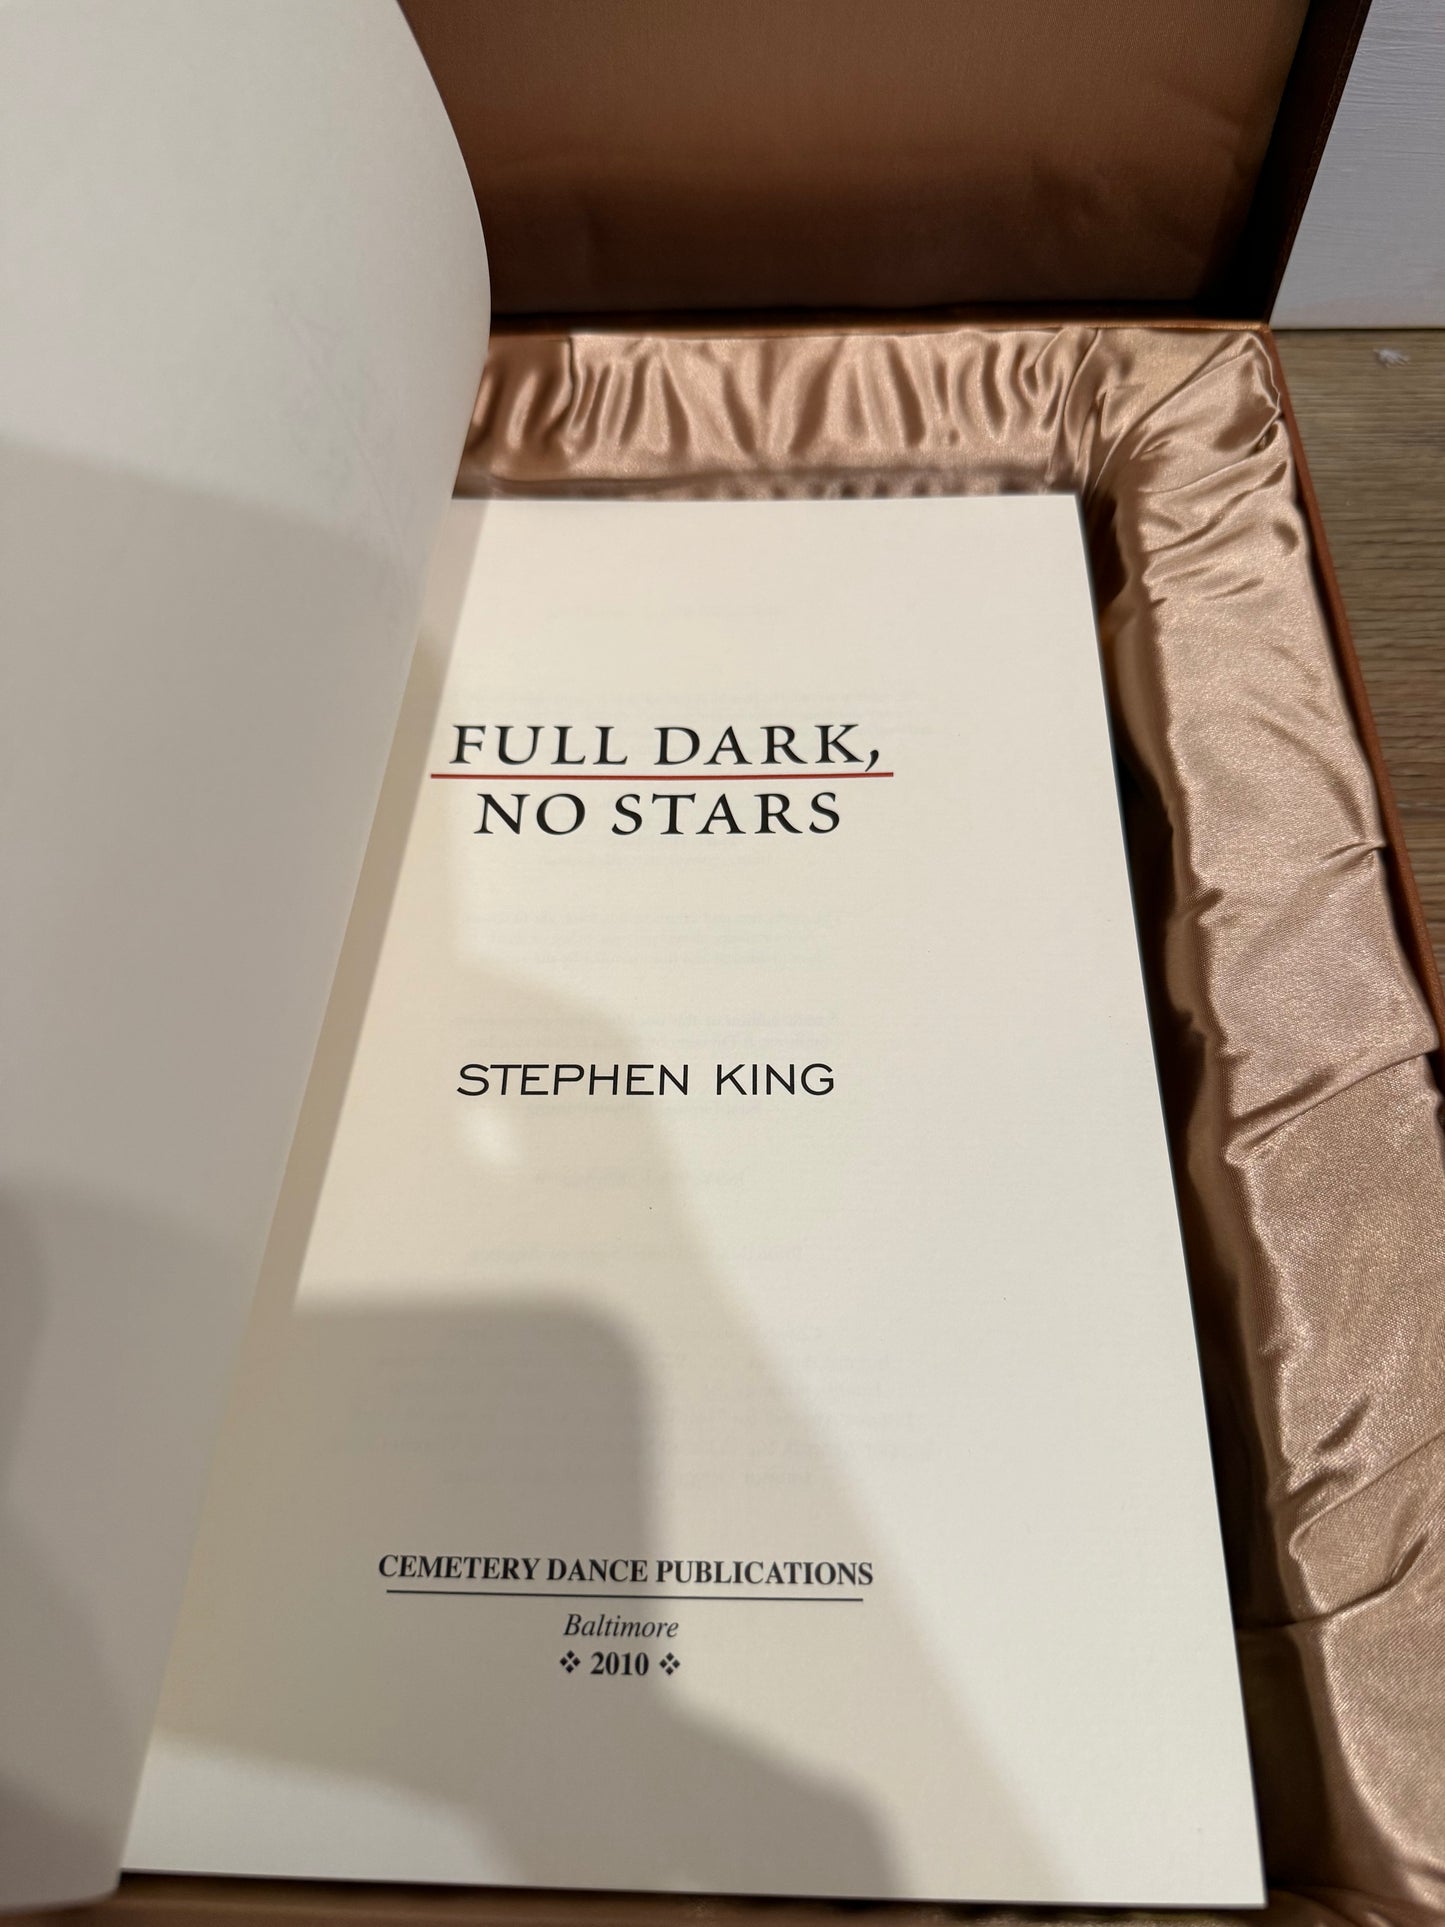 FULL DARK,
NO STARS
STEPHEN KING
CEMETERY DANCE PUBLICATIONS
Baltimore
❖ 2010 ❖